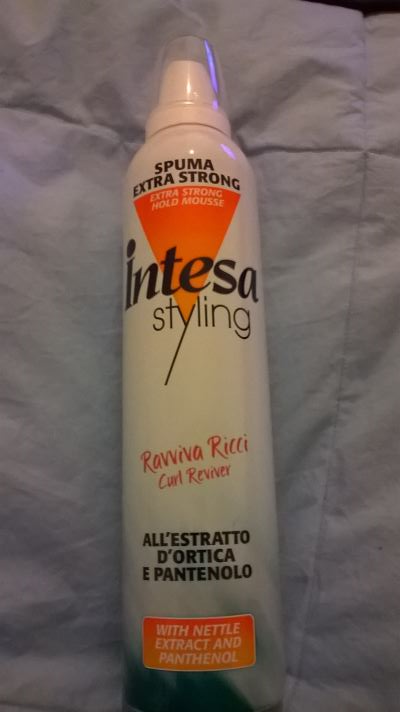 SPUMA
EXTRA STRONG
EXTRA STRONG
HOLD MOUSSE
intesa
styling
Ravviva Ricci
Curl Reviver
ALL'ESTRATTO
D'ORTICA
E PANTENOLO
WITH NETTLE
EXTRACT AND
PANTHENOL